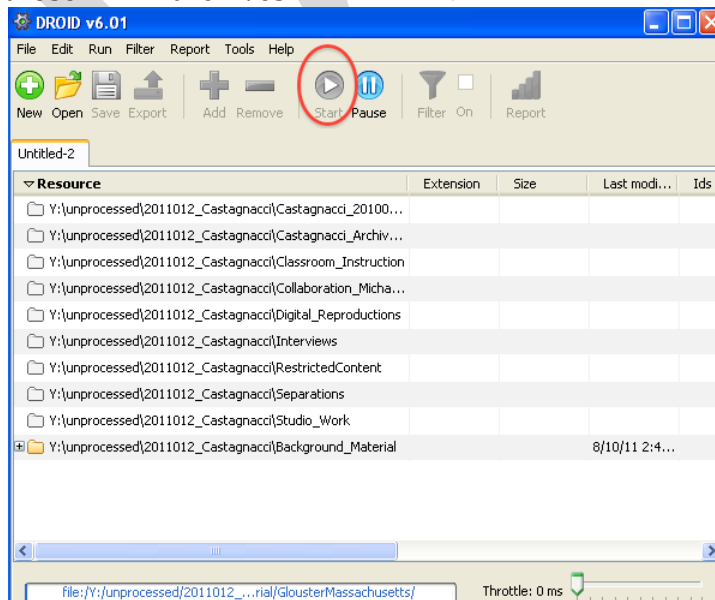 DROID v6.01
File Edit Run Filter Report Tools Help
New Open Save Export Add Remove Start Pause Filter On Report
Untitled-2
Resource Extension Size Last modi... Ids
Y:\unprocessed\2011012_Castagnacci\Castagnacci_20100...
Y:\unprocessed\2011012_Castagnacci\Castagnacci_Archiv...
Y:\unprocessed\2011012_Castagnacci\Classroom_Instruction
Y:\unprocessed\2011012_Castagnacci\Collaboration_Micha...
Y:\unprocessed\2011012_Castagnacci\Digital_Reproductions
Y:\unprocessed\2011012_Castagnacci\Interviews
Y:\unprocessed\2011012_Castagnacci\RestrictedContent
Y:\unprocessed\2011012_Castagnacci\Separations
Y:\unprocessed\2011012_Castagnacci\Studio_Work
Y:\unprocessed\2011012_Castagnacci\Background_Material 8/10/11 2:4...
file:/Y:/unprocessed/2011012_...rial/GlousterMassachusetts/ Throttle: 0 ms